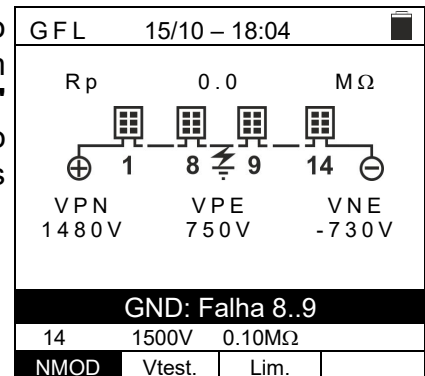 GFL 15/10 – 18:04
Rp 0.0 MΩ
1 8 9 14
VPN VPE VNE
1480V 750V -730V
GND: Falha 8..9
14 1500V 0.10MΩ
NMOD Vtest. Lim.